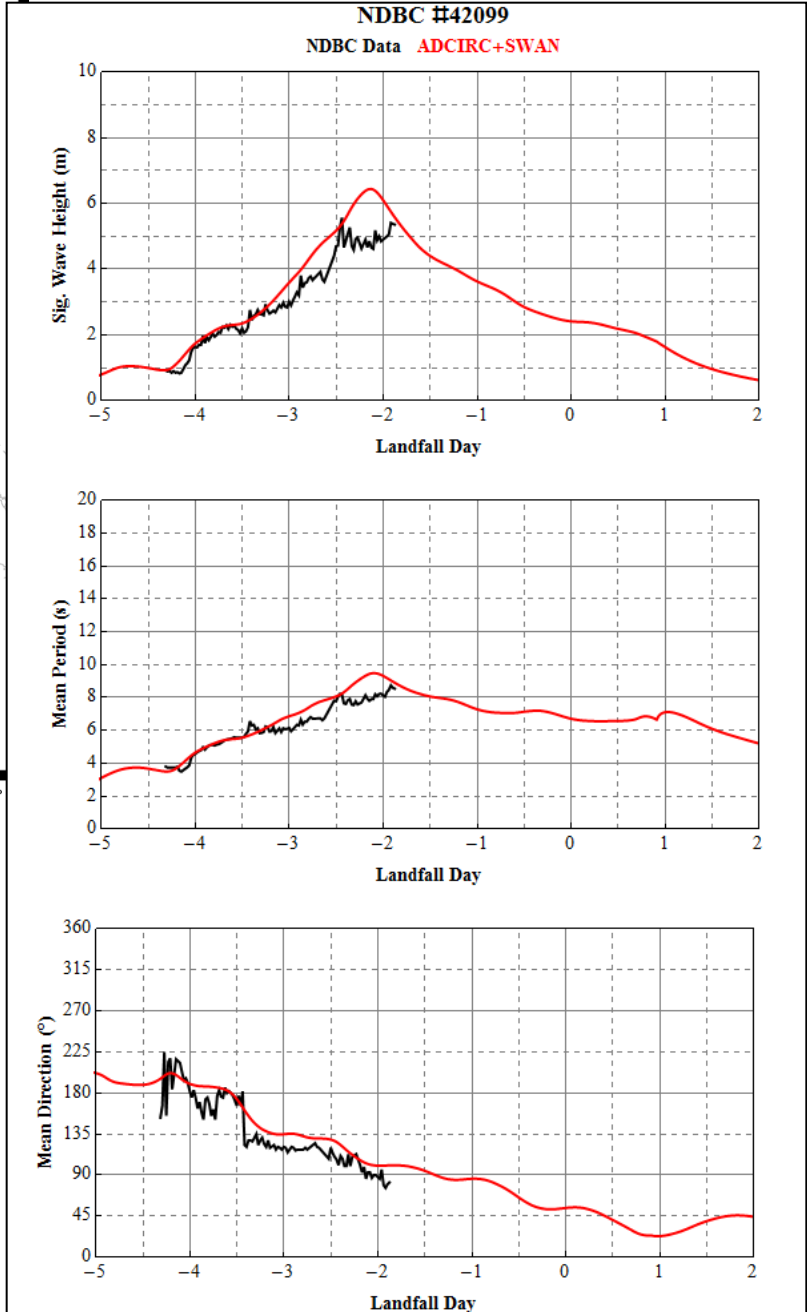 NDBC #42099
NDBC Data ADCIRC+SWAN
Sig. Wave Height (m)
10
8
6
4
2
0
−5 −4 −3 −2 −1 0 1 2
Landfall Day
Mean Period (s)
20
18
16
14
12
10
8
6
4
2
0
−5 −4 −3 −2 −1 0 1 2
Landfall Day
Mean Direction (°)
360
315
270
225
180
135
90
45
0
−5 −4 −3 −2 −1 0 1 2
Landfall Day